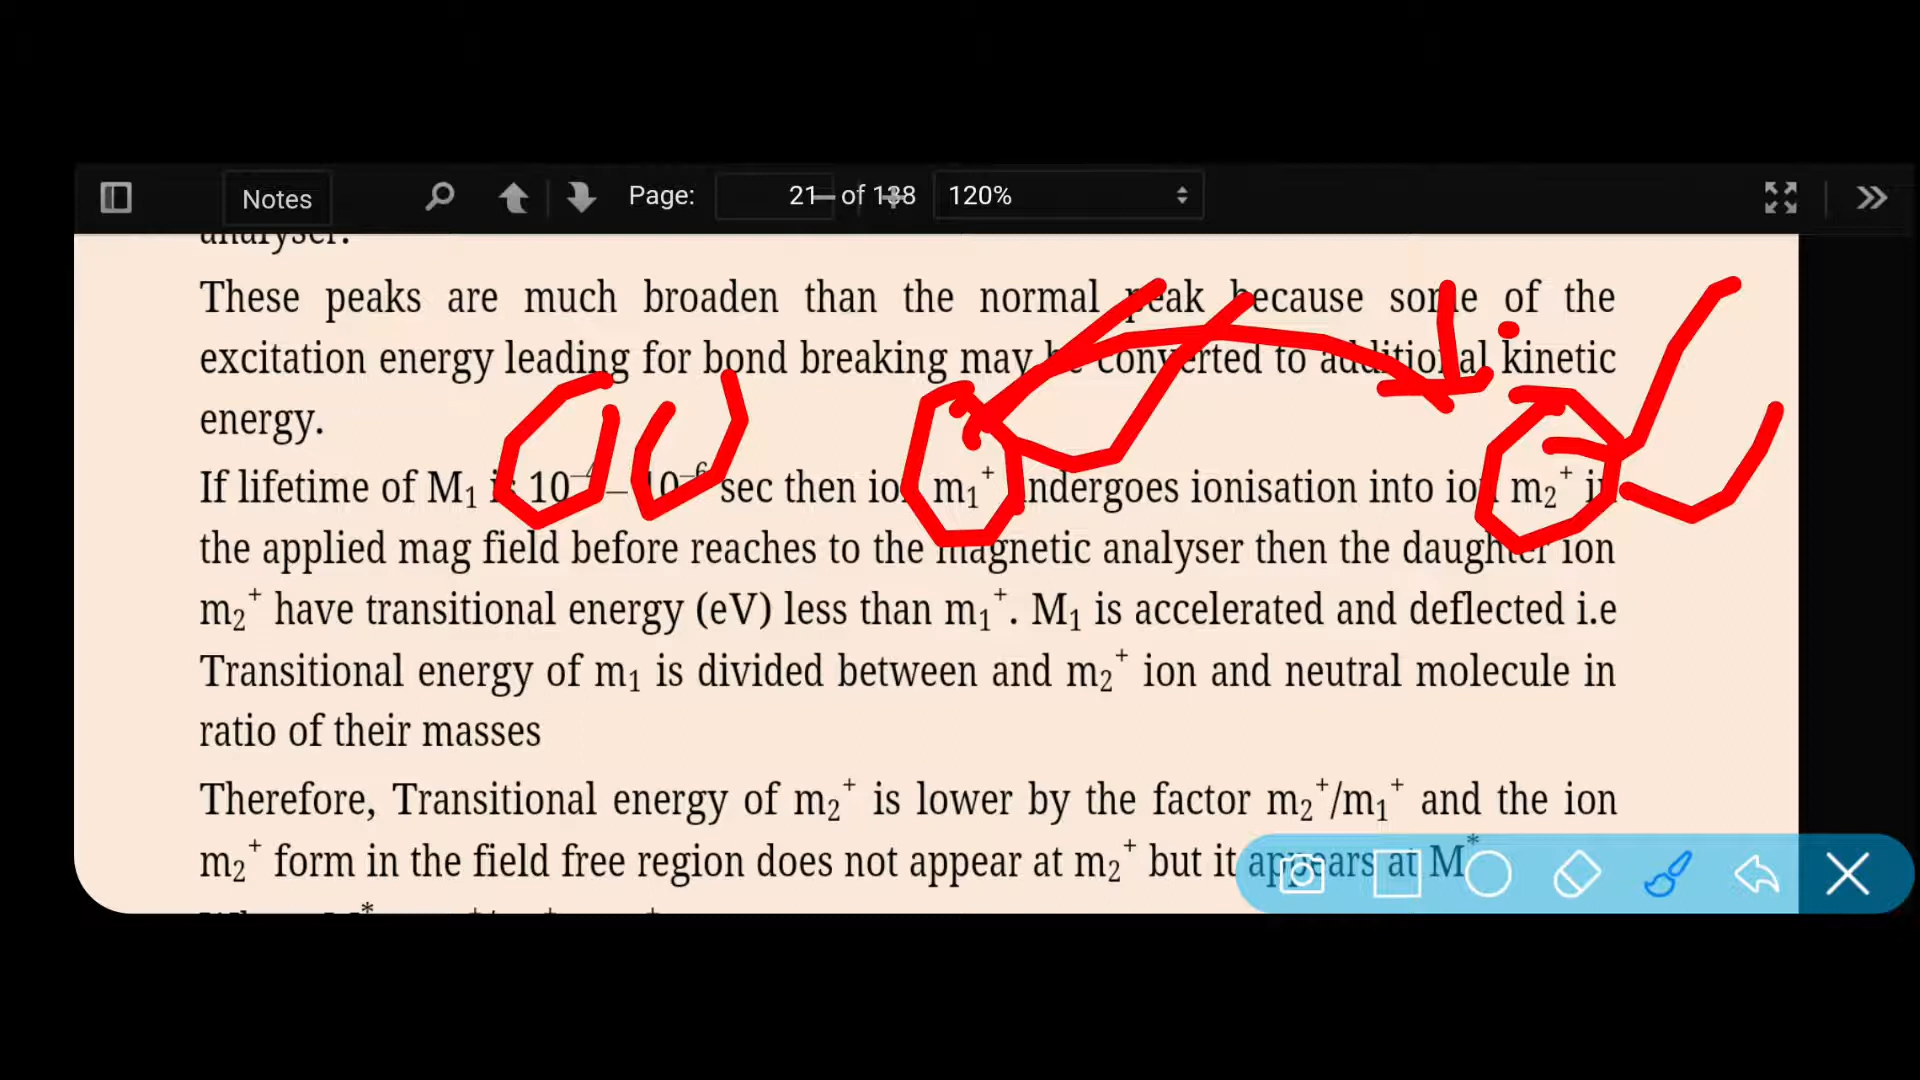 Notes Page: 21 of 138 120%
analyser.
These peaks are much broaden than the normal peak because some of the
excitation energy leading for bond breaking may be converted to additional kinetic
energy.
If lifetime of M₁ is 10⁻⁴ – 10⁻⁶ sec then ion m₁⁺ undergoes ionisation into ion m₂⁺ in
the applied mag field before reaches to the magnetic analyser then the daughter ion
m₂⁺ have transitional energy (eV) less than m₁⁺. M₁ is accelerated and deflected i.e
Transitional energy of m₁ is divided between and m₂⁺ ion and neutral molecule in
ratio of their masses
Therefore, Transitional energy of m₂⁺ is lower by the factor m₂⁺/m₁⁺ and the ion
m₂⁺ form in the field free region does not appear at m₂⁺ but it appears at M*